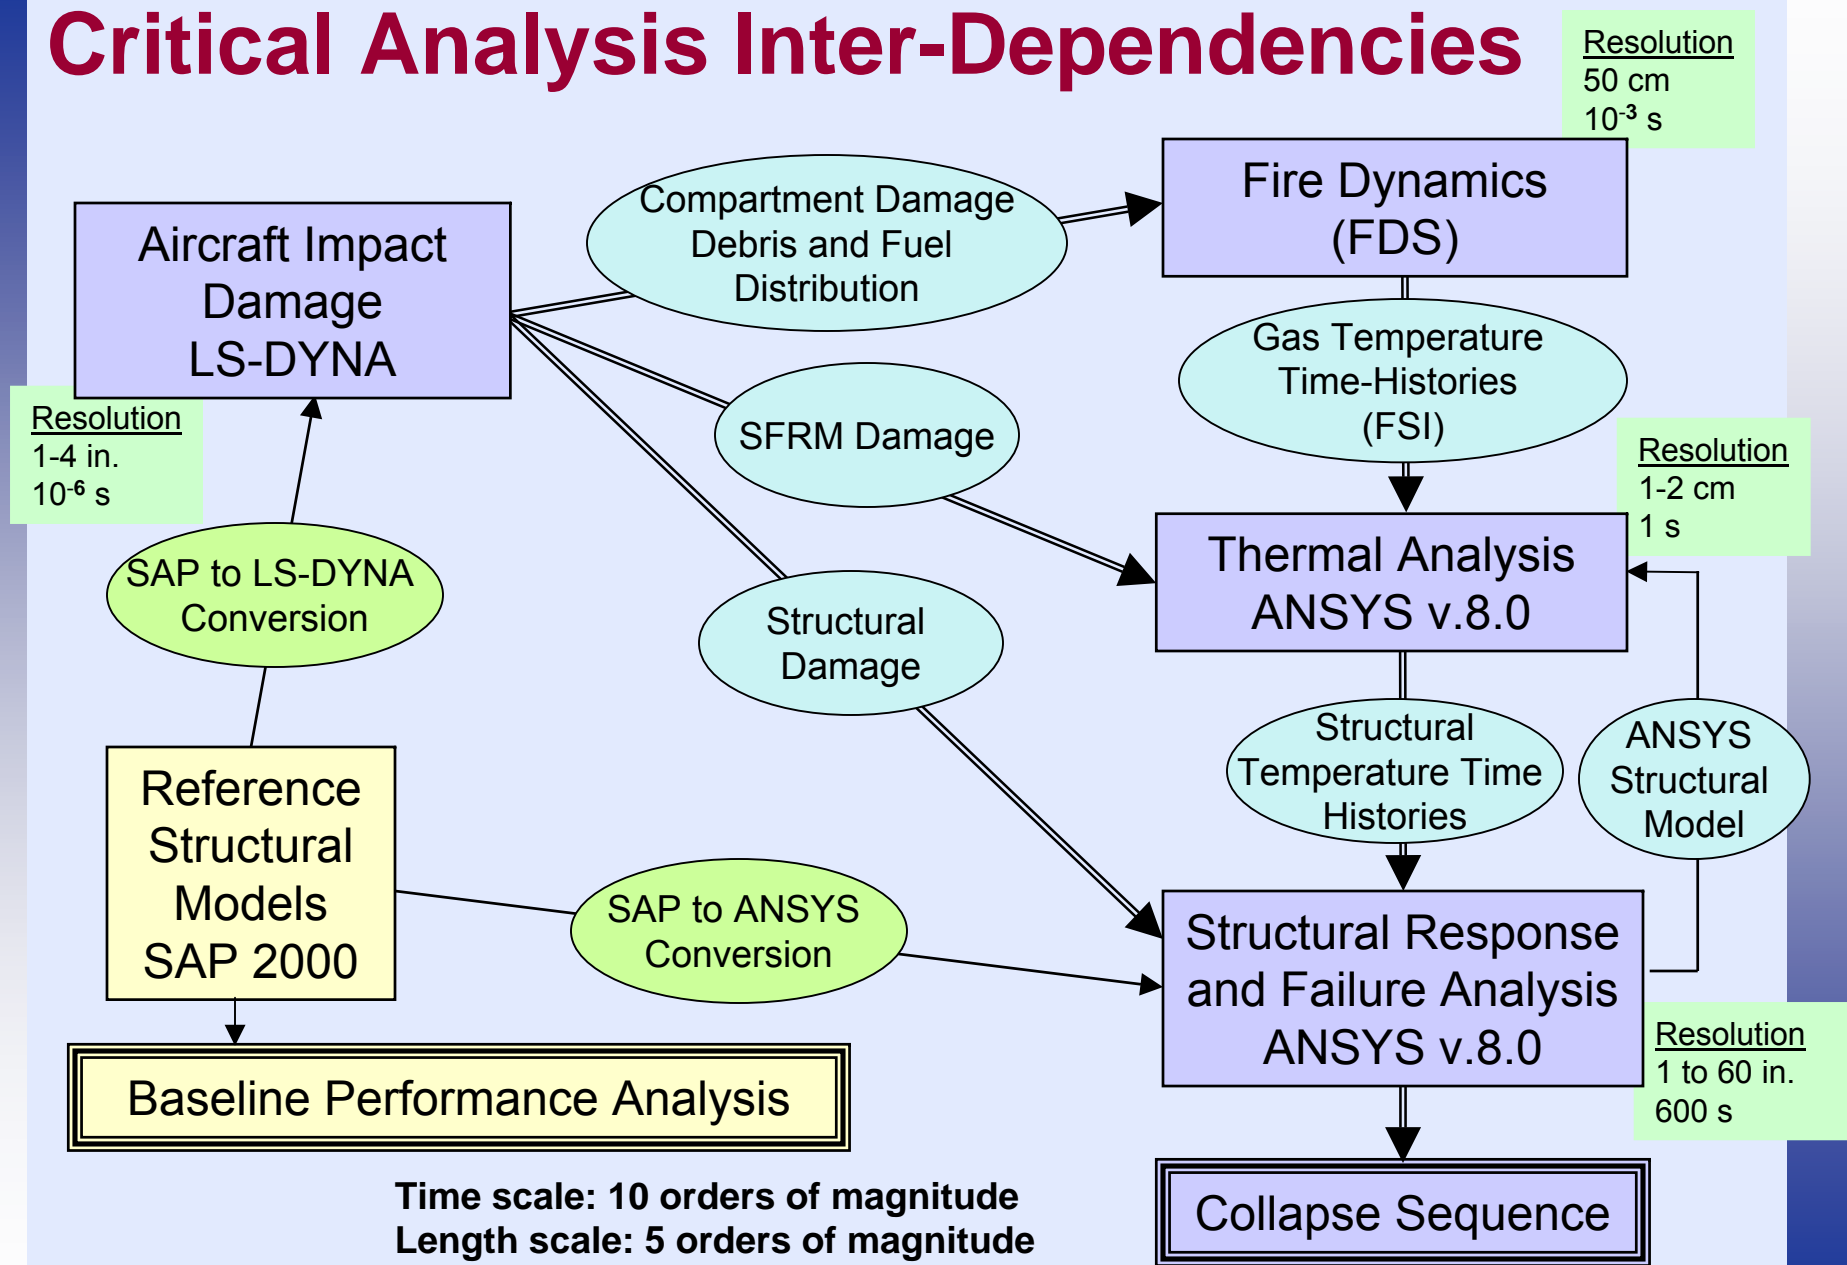 Critical Analysis Inter-Dependencies
Resolution
50 cm
10⁻³ s
Aircraft Impact
Damage
LS-DYNA
Compartment Damage
Debris and Fuel
Distribution
Fire Dynamics
(FDS)
Gas Temperature
Time-Histories
(FSI)
Resolution
1-4 in.
10⁻⁶ s
SFRM Damage
Resolution
1-2 cm
1 s
SAP to LS-DYNA
Conversion
Thermal Analysis
ANSYS v.8.0
Structural
Damage
Structural
Temperature Time
Histories
ANSYS
Structural
Model
Reference
Structural
Models
SAP 2000
SAP to ANSYS
Conversion
Structural Response
and Failure Analysis
ANSYS v.8.0
Resolution
1 to 60 in.
600 s
Baseline Performance Analysis
Time scale: 10 orders of magnitude
Length scale: 5 orders of magnitude
Collapse Sequence